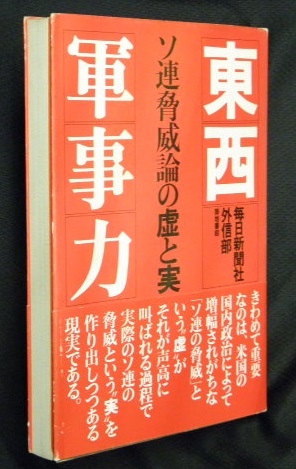 東西
軍事力
ソ連脅威論の虚と実
毎日新聞社
外信部
築地書館
きわめて重要
なのは、米国の
国内政治によって
増幅されがちな
「ソ連の脅威」と
いう〝虚〟が
それが声高に
叫ばれる過程で
実際のソ連の
脅威という〝実〟を
作り出しつつある
現実である。